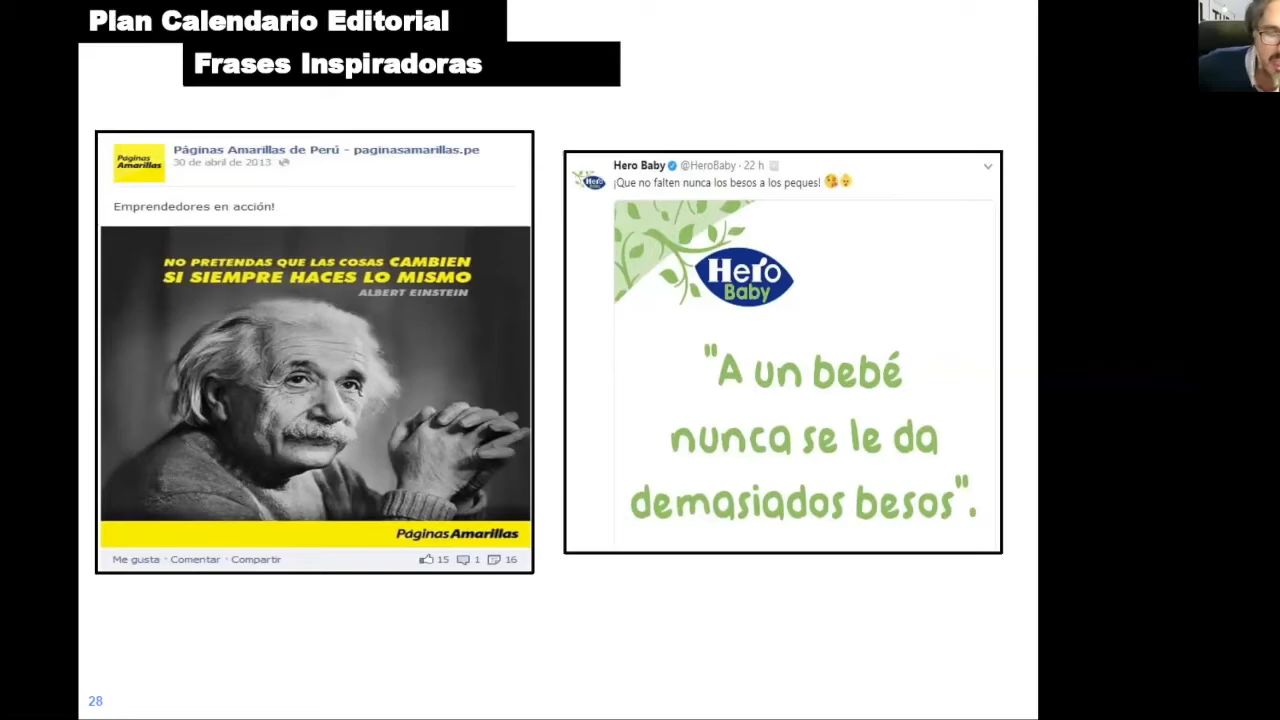 Plan Calendario Editorial
Frases Inspiradoras
Páginas
Amarillas
Páginas Amarillas de Perú - paginasamarillas.pe
30 de abril de 2013
Emprendedores en acción!
NO PRETENDAS QUE LAS COSAS CAMBIEN
SI SIEMPRE HACES LO MISMO
ALBERT EINSTEIN
Páginas Amarillas
Me gusta · Comentar · Compartir 15 1 16
Hero
Hero Baby @HeroBaby · 22 h
¡Que no falten nunca los besos a los peques! 😘👶
Hero
Baby
"A un bebé
nunca se le da
demasiados besos".
28